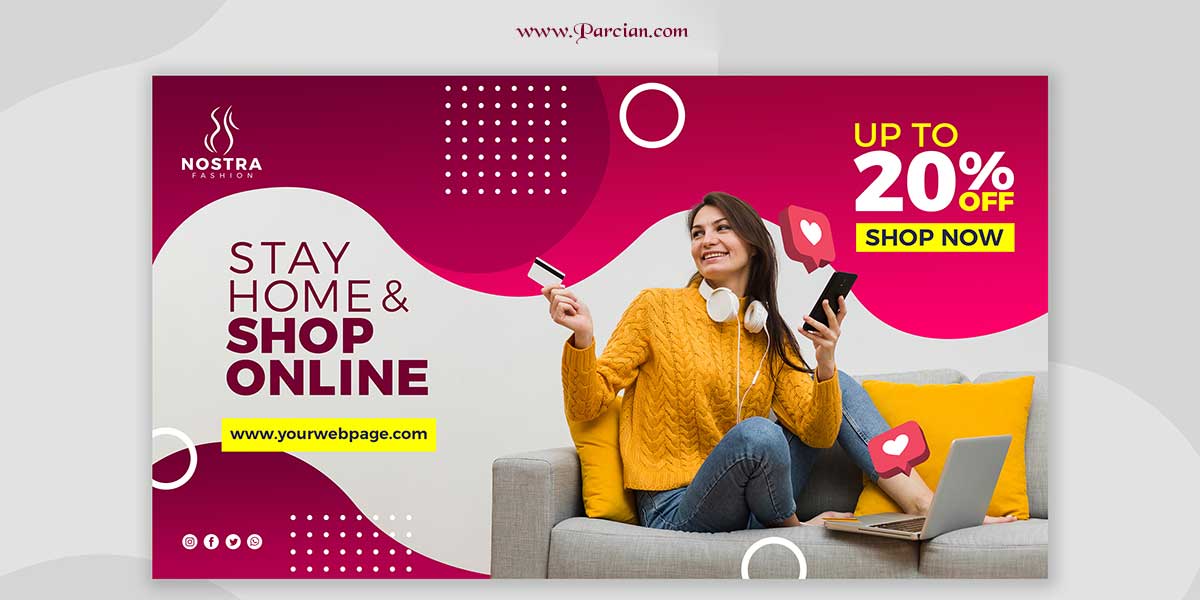 www.Parcian.com
NOSTRA
FASHION
UP TO
20%
OFF
SHOP NOW
STAY
HOME &
SHOP
ONLINE
www.yourwebpage.com